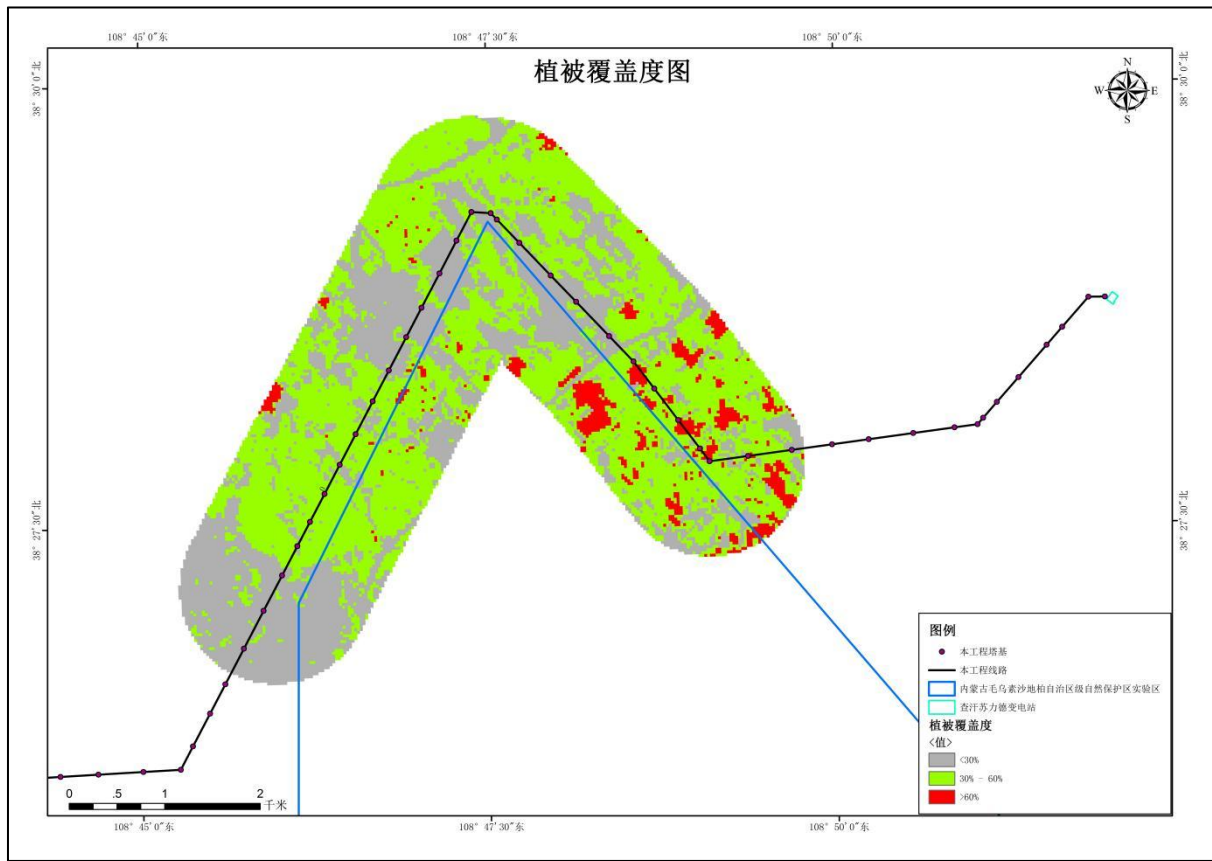 108° 45′0″东
108° 47′30″东
108° 50′0″东
植被覆盖度图
N
W
E
S
38° 30′0″北
38° 30′0″北
38° 27′30″北
38° 27′30″北
图例
本工程塔基
本工程线路
内蒙古毛乌素沙地柏自治区级自然保护区实验区
查汗苏力德变电站
植被覆盖度
<值>
<30%
30% - 60%
>60%
0 .5 1 2
千米
108° 45′0″东
108° 47′30″东
108° 50′0″东